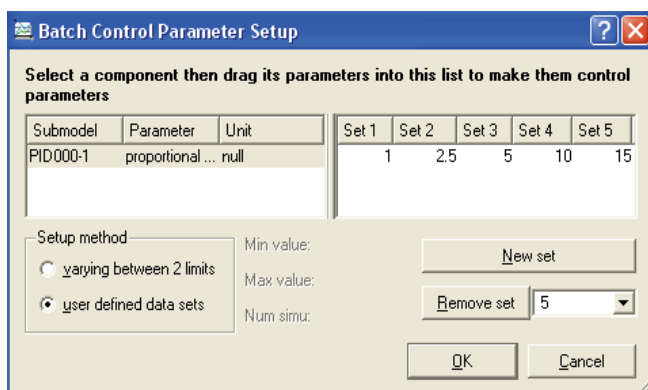 Batch Control Parameter Setup
Select a component then drag its parameters into this list to make them control
parameters
Submodel Parameter Unit Set 1 Set 2 Set 3 Set 4 Set 5
PID000-1 proportional ... null 1 2.5 5 10 15
Setup method
varying between 2 limits
user defined data sets
Min value:
Max value:
Num simu:
New set
Remove set 5
OK Cancel